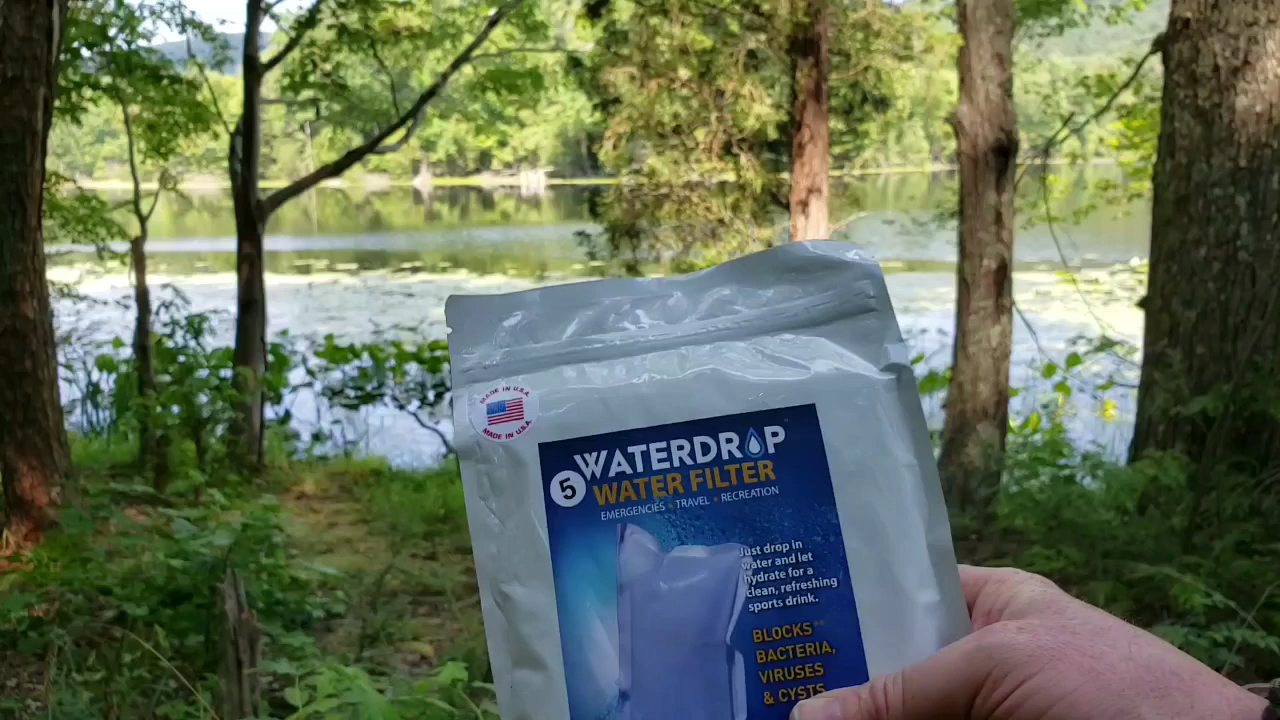 MADE IN U.S.A.
MADE IN U.S.A.
WATERDROP™
5
WATER FILTER
EMERGENCIES • TRAVEL • RECREATION
Just drop in
water and let
hydrate for a
clean, refreshing
sports drink.
BLOCKS**
BACTERIA,
VIRUSES
& CYSTS